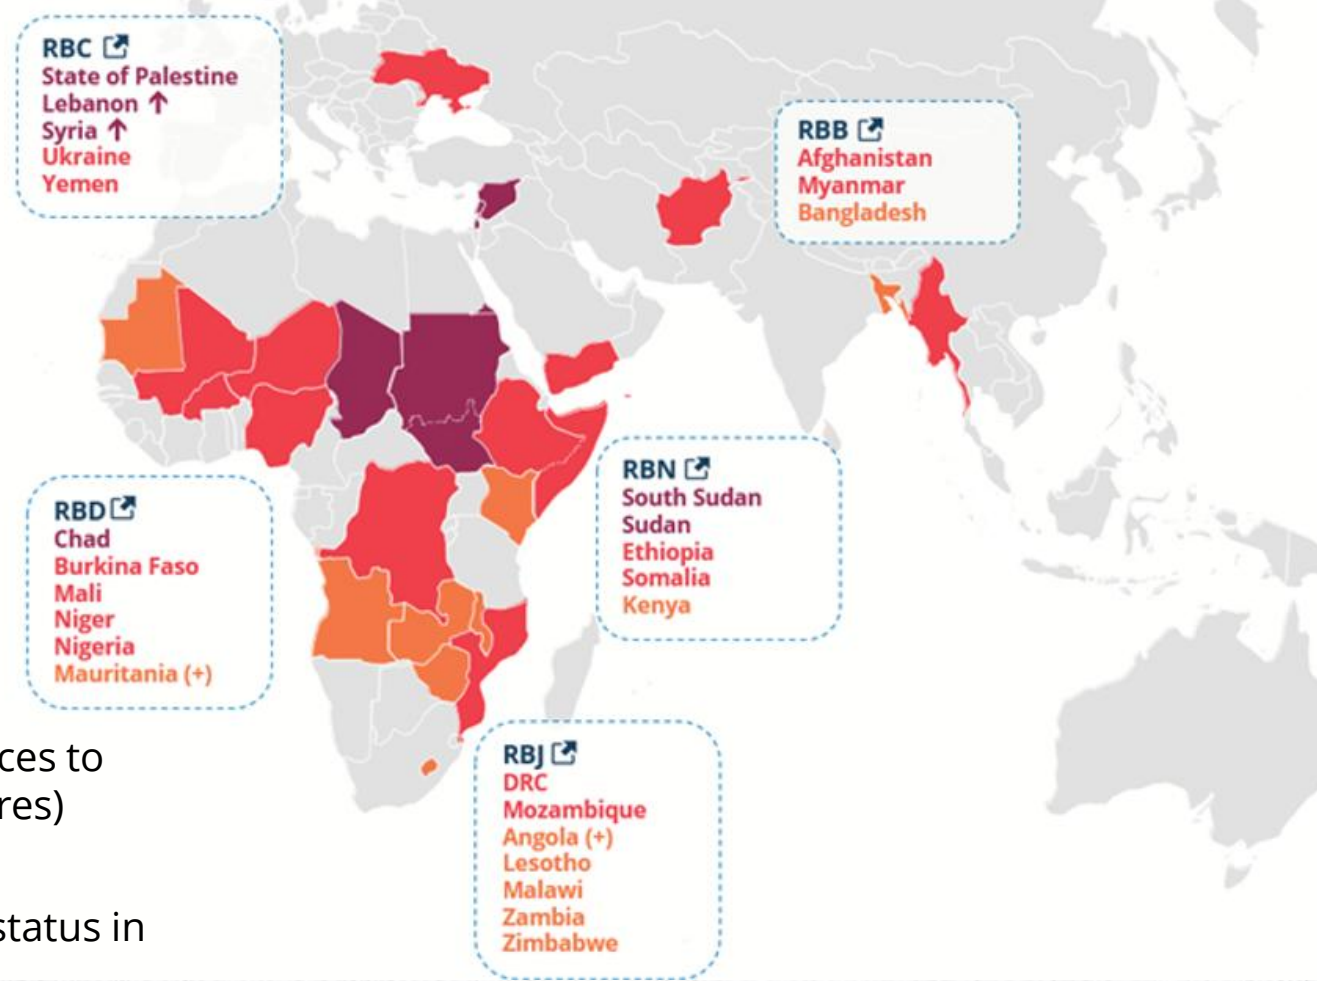 RBC
State of Palestine
Lebanon ↑
Syria ↑
Ukraine
Yemen
RBB
Afghanistan
Myanmar
Bangladesh
RBN
South Sudan
Sudan
Ethiopia
Somalia
Kenya
RBD
Chad
Burkina Faso
Mali
Niger
Nigeria
Mauritania (+)
RBJ
DRC
Mozambique
Angola (+)
Lesotho
Malawi
Zambia
Zimbabwe
ces to
res)
status in